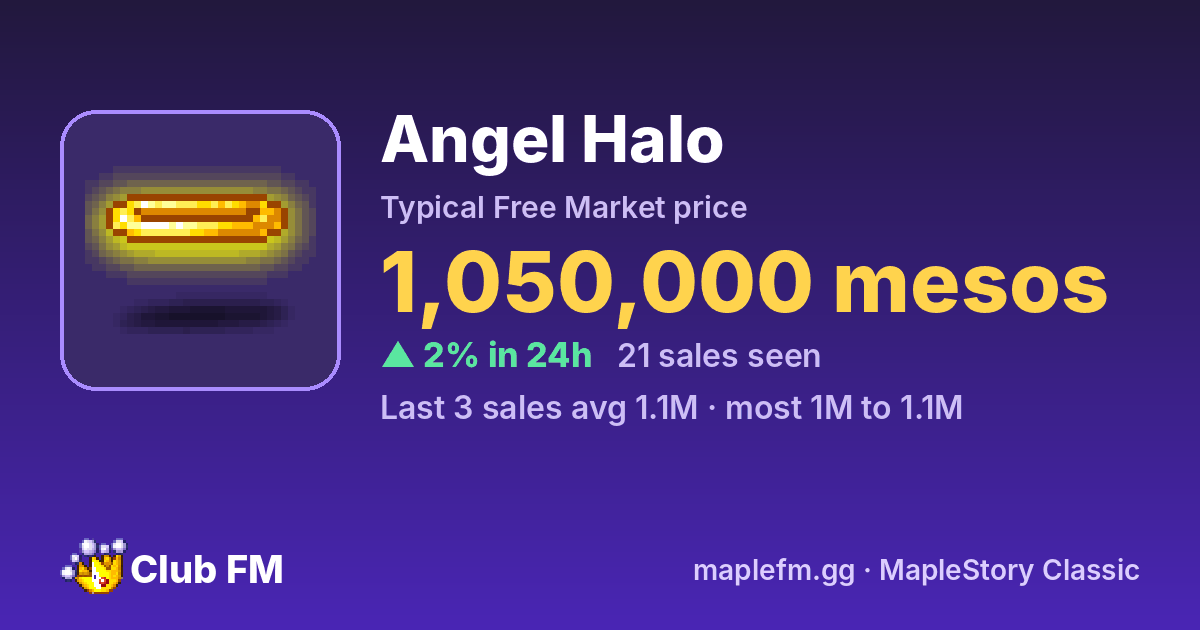 Angel Halo
Typical Free Market price
1,050,000 mesos
▲ 2% in 24h 21 sales seen
Last 3 sales avg 1.1M · most 1M to 1.1M
Club FM
maplefm.gg · MapleStory Classic